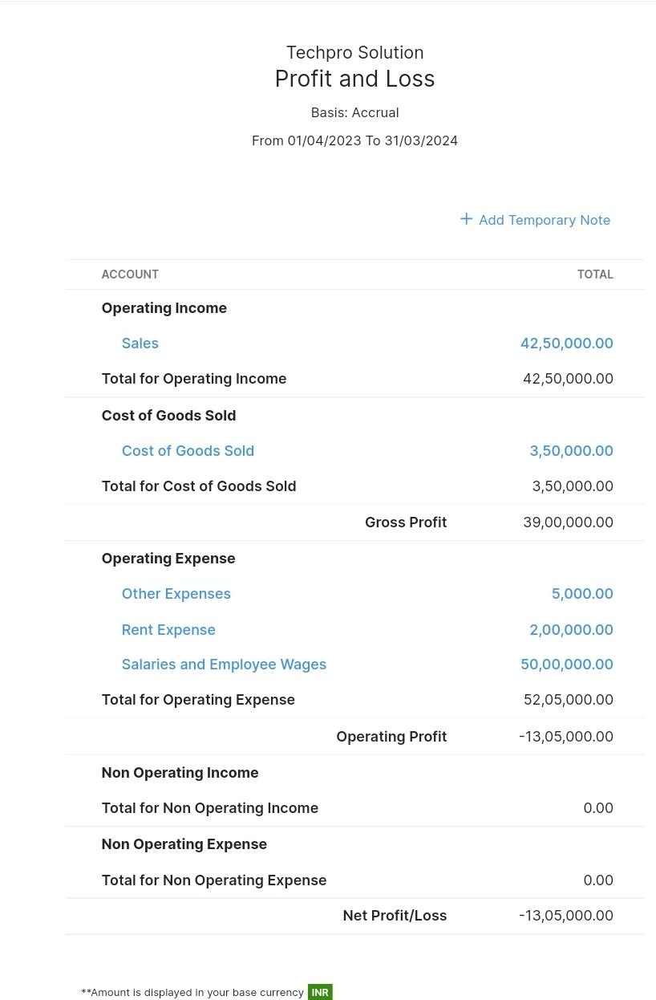 Techpro Solution
Profit and Loss
Basis: Accrual
From 01/04/2023 To 31/03/2024
+ Add Temporary Note
ACCOUNT TOTAL
Operating Income
Sales 42,50,000.00
Total for Operating Income 42,50,000.00
Cost of Goods Sold
Cost of Goods Sold 3,50,000.00
Total for Cost of Goods Sold 3,50,000.00
Gross Profit 39,00,000.00
Operating Expense
Other Expenses 5,000.00
Rent Expense 2,00,000.00
Salaries and Employee Wages 50,00,000.00
Total for Operating Expense 52,05,000.00
Operating Profit -13,05,000.00
Non Operating Income
Total for Non Operating Income 0.00
Non Operating Expense
Total for Non Operating Expense 0.00
Net Profit/Loss -13,05,000.00
**Amount is displayed in your base currency INR